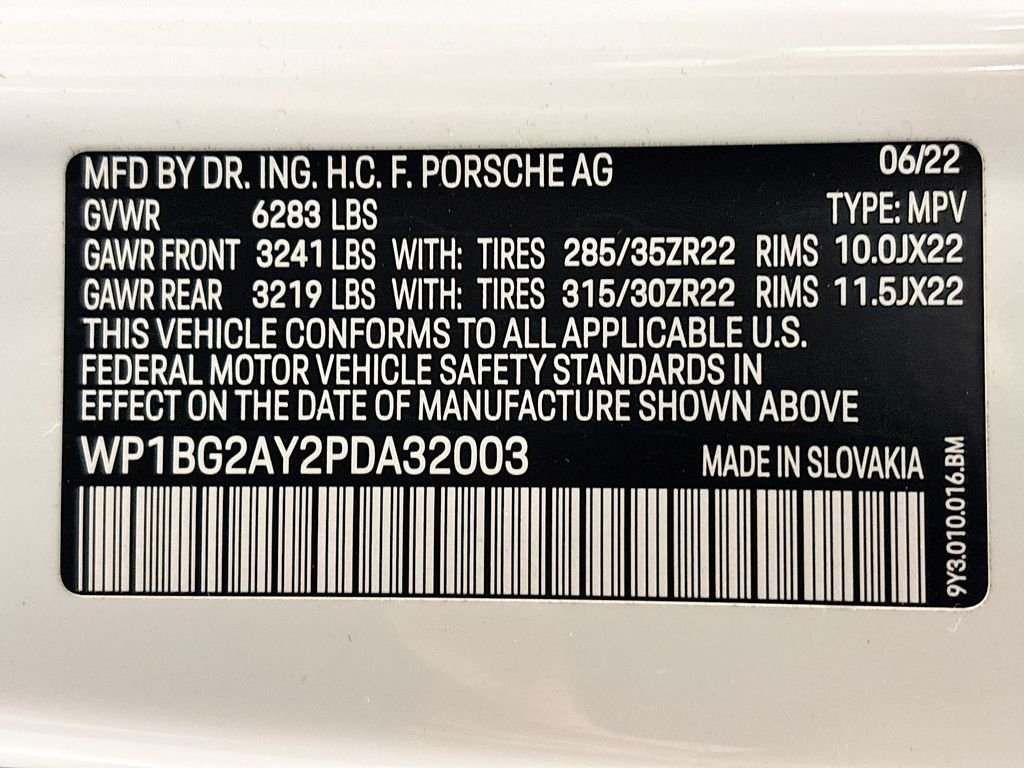 MFD BY DR. ING. H.C. F. PORSCHE AG 06/22
GVWR 6283 LBS TYPE: MPV
GAWR FRONT 3241 LBS WITH: TIRES 285/35ZR22 RIMS 10.0JX22
GAWR REAR 3219 LBS WITH: TIRES 315/30ZR22 RIMS 11.5JX22
THIS VEHICLE CONFORMS TO ALL APPLICABLE U.S.
FEDERAL MOTOR VEHICLE SAFETY STANDARDS IN
EFFECT ON THE DATE OF MANUFACTURE SHOWN ABOVE
WP1BG2AY2PDA32003 MADE IN SLOVAKIA
9Y3.010.016.BM